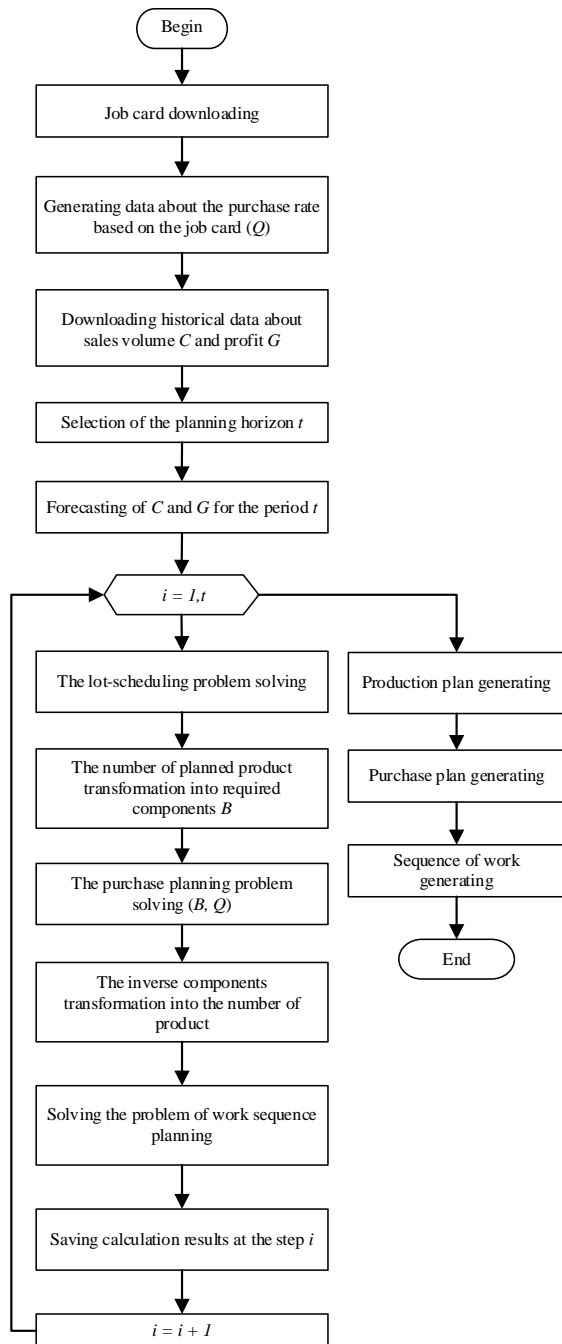 Begin
Job card downloading
Generating data about the purchase rate
based on the job card (Q)
Downloading historical data about
sales volume C and profit G
Selection of the planning horizon t
Forecasting of C and G for the period t
i = 1,t
The lot-scheduling problem solving
The number of planned product
transformation into required
components B
The purchase planning problem
solving (B, Q)
The inverse components
transformation into the number of
product
Solving the problem of work sequence
planning
Saving calculation results at the step i
i = i + 1
Production plan generating
Purchase plan generating
Sequence of work
generating
End